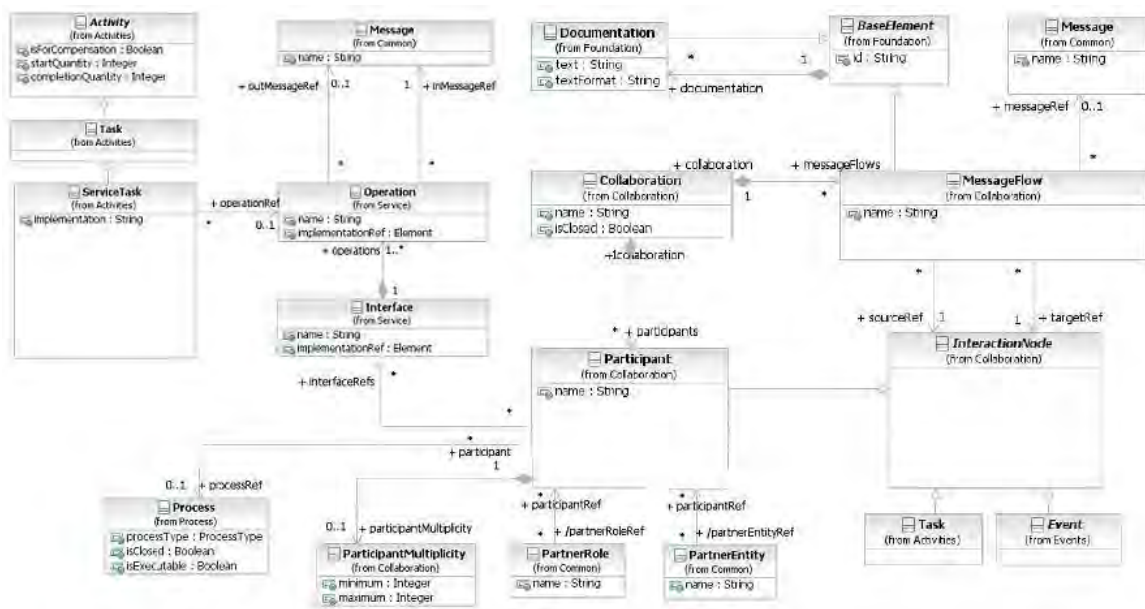 Activity
(from Activities)
isForCompensation : Boolean
startQuantity : Integer
completionQuantity : Integer
Task
(from Activities)
ServiceTask
(from Activities)
implementation : String
Message
(from Common)
name : String
+ outMessageRef
0..1
1
+ inMessageRef
*
*
+ operationRef
*
0..1
Operation
(from Service)
name : String
implementationRef : Element
+ operations
1..*
1
Interface
(from Service)
name : String
implementationRef : Element
+ interfaceRefs
*
*
*
+ participant
1
0..1
+ processRef
Process
(from Process)
processType : ProcessType
isClosed : Boolean
isExecutable : Boolean
0..1
+ participantMultiplicity
ParticipantMultiplicity
(from Collaboration)
minimum : Integer
maximum : Integer
Documentation
(from Foundation)
text : String
textFormat : String
*
1
+ documentation
BaseElement
(from Foundation)
id : String
Message
(from Common)
name : String
+ messageRef
0..1
*
+ collaboration
+ messageFlows
1
*
Collaboration
(from Collaboration)
name : String
isClosed : Boolean
+1collaboration
MessageFlow
(from Collaboration)
name : String
*
*
+ sourceRef
1
1
+ targetRef
* + participants
Participant
(from Collaboration)
name : String
InteractionNode
(from Collaboration)
*
+ participantRef
* + /partnerRoleRef
PartnerRole
(from Common)
name : String
*
+ participantRef
* + /partnerEntityRef
PartnerEntity
(from Common)
name : String
Task
(from Activities)
Event
(from Events)